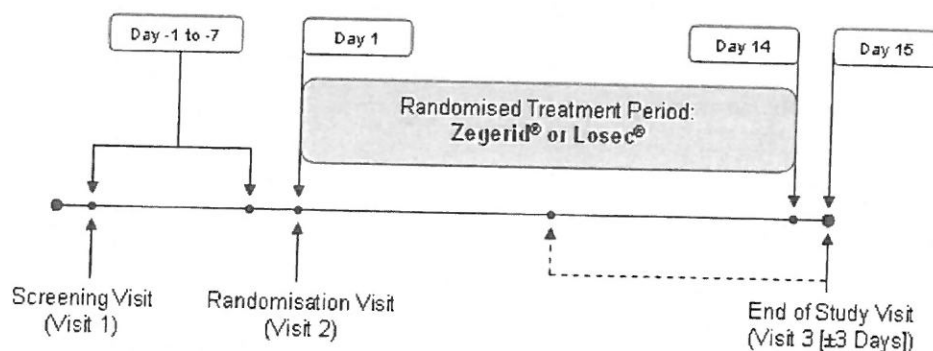 Day -1 to -7
Day 1
Day 14
Day 15
Randomised Treatment Period:
Zegerid® or Losec®
Screening Visit
(Visit 1)
Randomisation Visit
(Visit 2)
End of Study Visit
(Visit 3 [±3 Days])